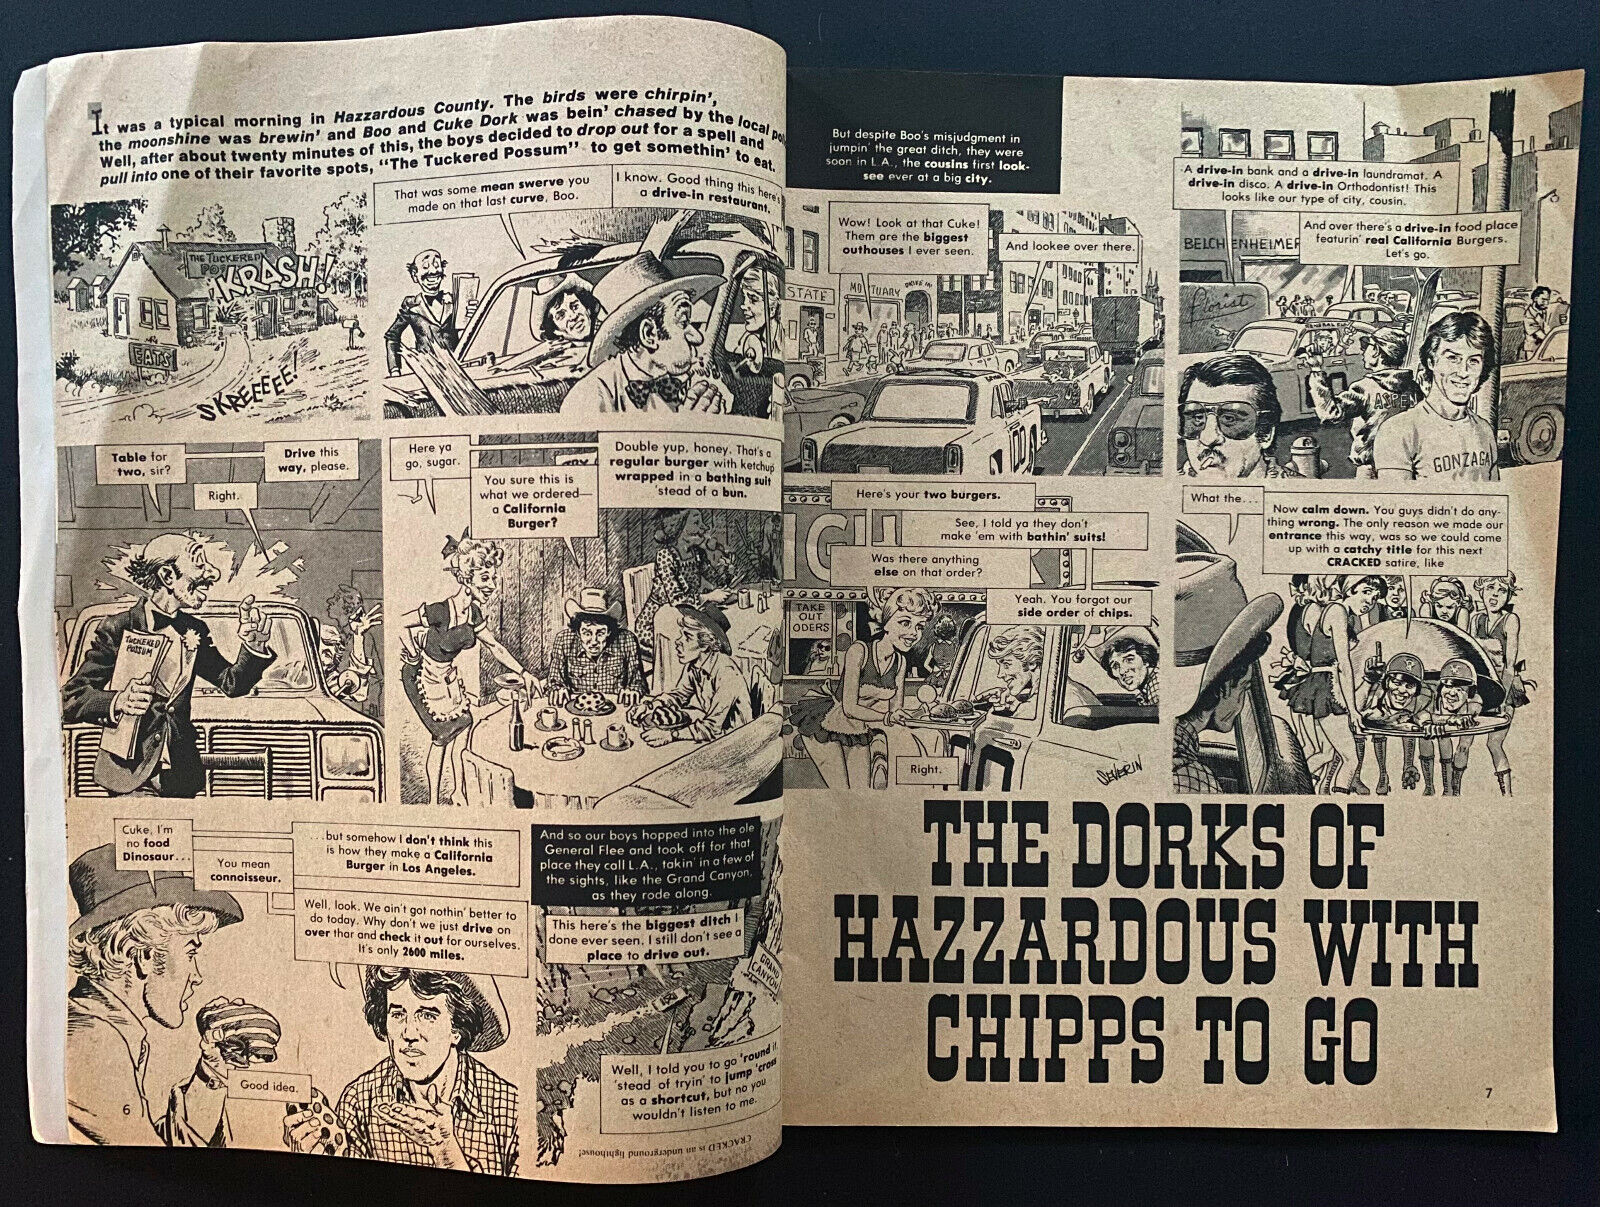 It was a typical morning in Hazzardous County. The birds were chirpin',
the moonshine was brewin' and Boo and Cuke Dork was bein' chased by the local
Well, after about twenty minutes of this, the boys decided to drop out for a spell and
pull into one of their favorite spots, "The Tuckered Possum" to get somethin' to eat.
THE TUCKERED
KRASH!
FOOD
&
EATS
SKREEEEE!
That was some mean swerve you
made on that last curve, Boo.
I know. Good thing this here's
a drive-in restaurant.
Table for
two, sir?
Drive this
way, please.
Right.
TUCKERED
POSSUM
Here ya
go, sugar.
You sure this is
what we ordered—
a California
Burger?
Double yup, honey. That's a
regular burger with ketchup
wrapped in a bathing suit
'stead of a bun.
Cuke, I'm
no food
Dinosaur...
You mean
connoisseur.
...but somehow I don't think this
is how they make a California
Burger in Los Angeles.
Well, look. We ain't got nothin' better to
do today. Why don't we just drive on
over thar and check it out for ourselves.
It's only 2600 miles.
Good idea.
And so our boys hopped into the ole
General Flee and took off for that
place they call L.A., takin' in a few of
the sights, like the Grand Canyon,
as they rode along.
This here's the biggest ditch I
done ever seen. I still don't see a
place to drive out.
GRAND
CANYON
Well, I told you to go 'round it,
'stead of tryin' to jump 'cross
as a shortcut, but no you
wouldn't listen to me.
6
CRACKED is an underground lighthouse!
But despite Boo's misjudgment in
jumpin' the great ditch, they were
soon in L.A., the cousins first look-
see ever at a big city.
Wow! Look at that Cuke!
Them are the biggest
outhouses I ever seen.
And lookee over there.
STATE
MORTUARY
DRIVE IN
A drive-in bank and a drive-in laundramat. A
drive-in disco. A drive-in Orthodontist! This
looks like our type of city, cousin.
And over there's a drive-in food place
featurin' real California Burgers.
Let's go.
BELCHENHEIMER
Florist
ASPEN
GONZAGA
Here's your two burgers.
See, I told ya they don't
make 'em with bathin' suits!
Was there anything
else on that order?
Yeah. You forgot our
side order of chips.
TAKE
OUT
ODERS
Right.
SEVERIN
What the...
Now calm down. You guys didn't do any-
thing wrong. The only reason we made our
entrance this way, was so we could come
up with a catchy title for this next
CRACKED satire, like
THE DORKS OF
HAZZARDOUS WITH
CHIPPS TO GO
7